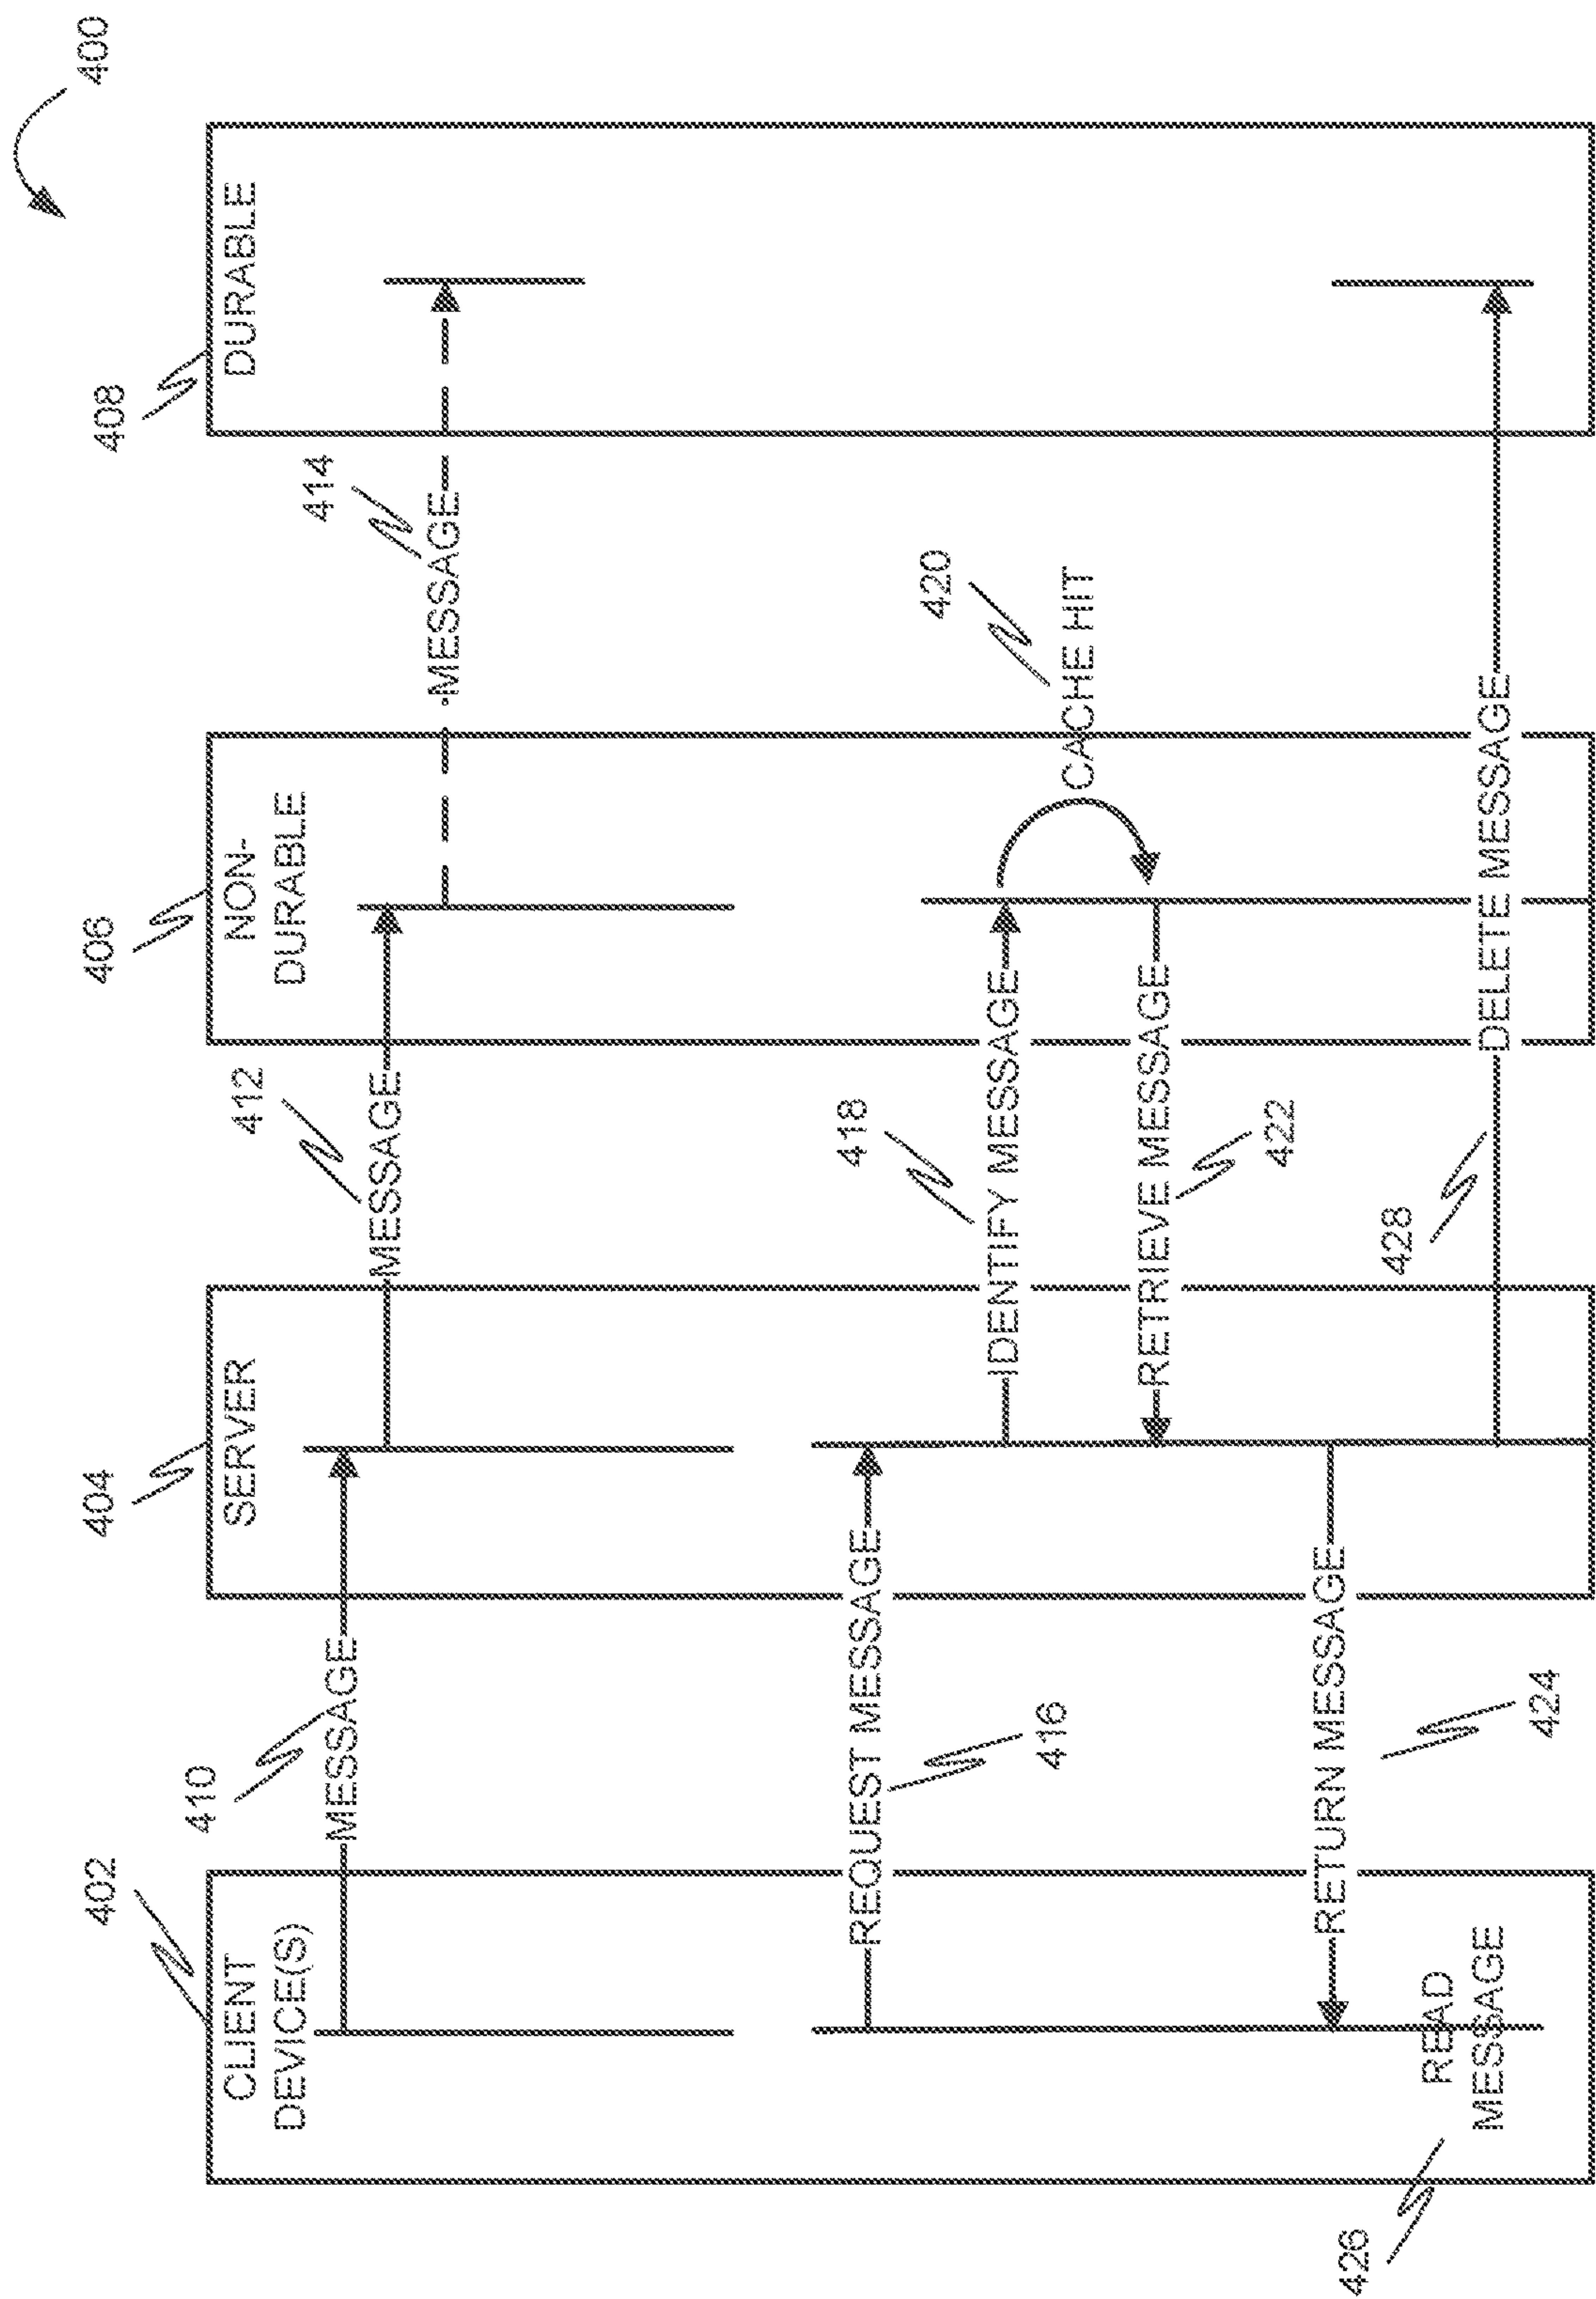 400
402
CLIENT
DEVICE(S)
404
SERVER
406
NON-
DURABLE
408
DURABLE
410
MESSAGE
412
MESSAGE
414
MESSAGE
REQUEST MESSAGE
416
418
IDENTIFY MESSAGE
420
CACHE HIT
RETRIEVE MESSAGE
422
RETURN MESSAGE
424
426
READ
MESSAGE
428
DELETE MESSAGE